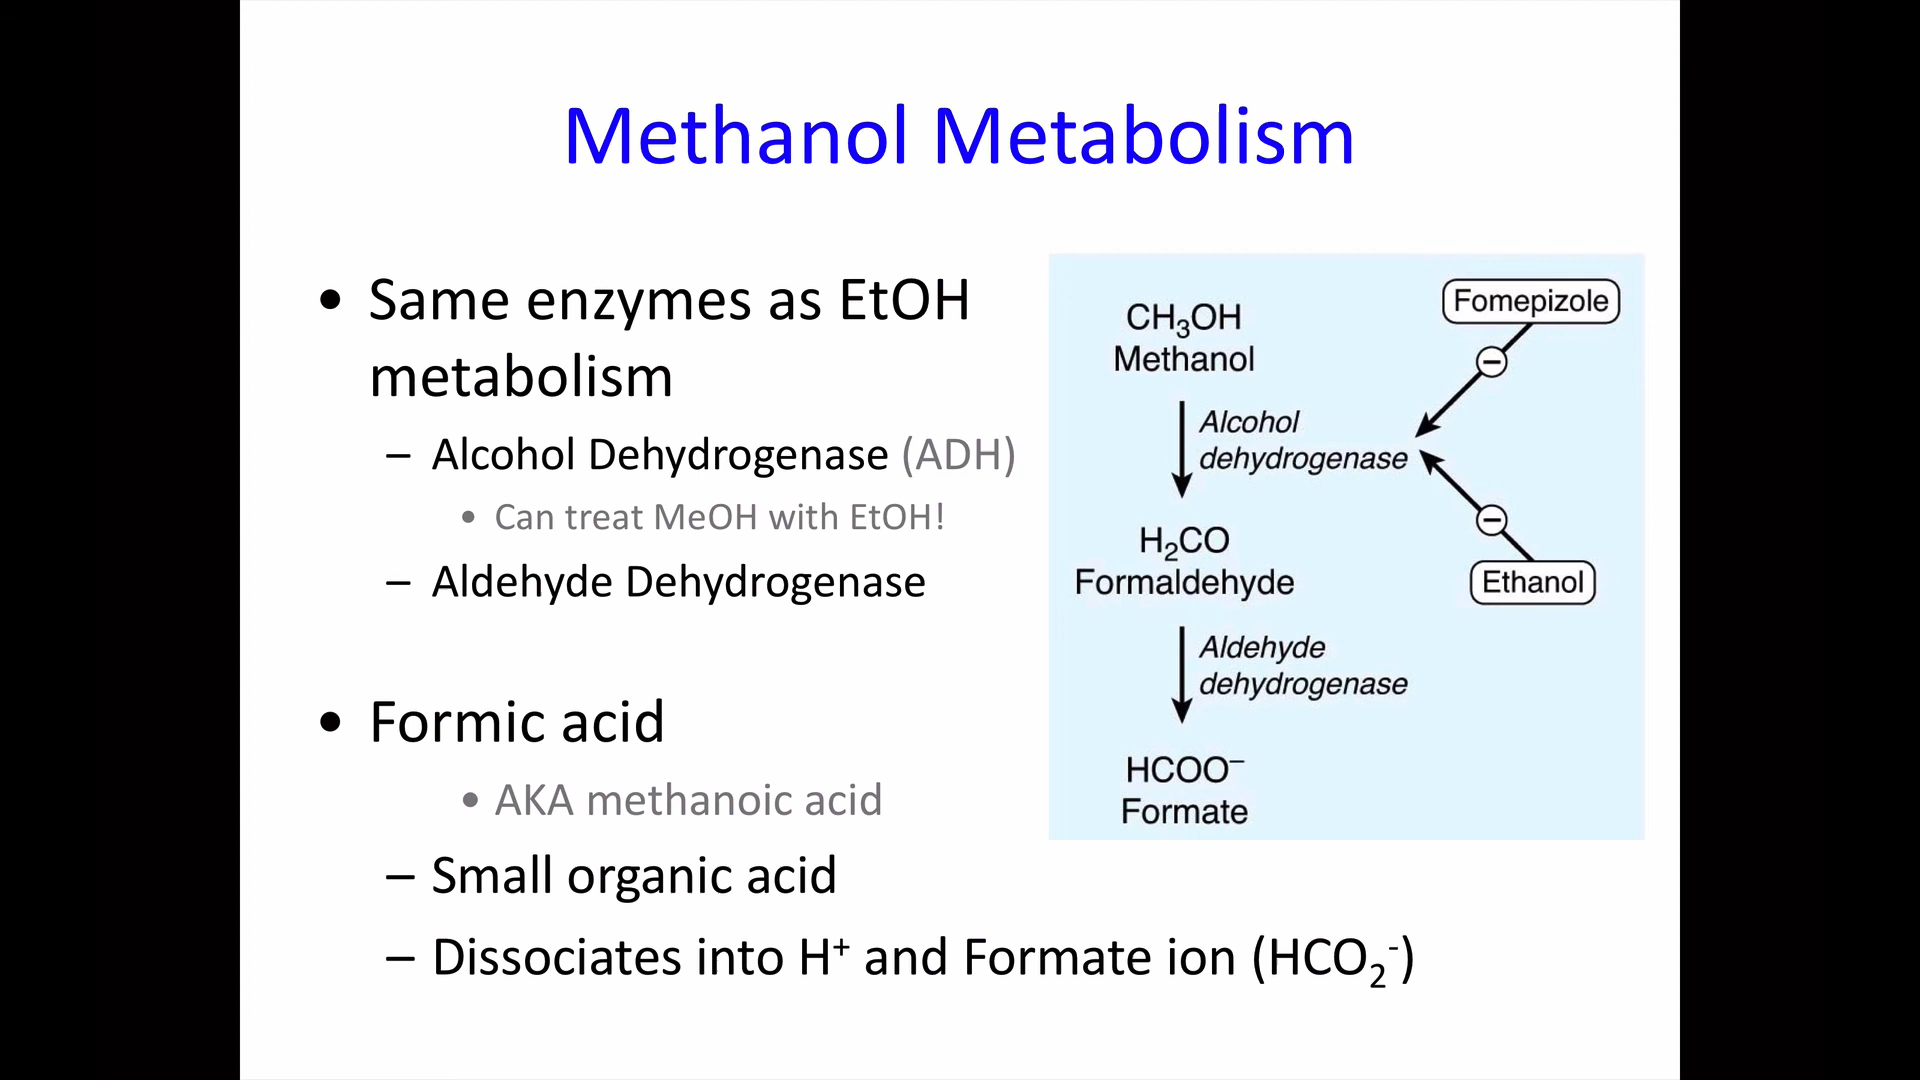 Methanol Metabolism
• Same enzymes as EtOH
metabolism
– Alcohol Dehydrogenase (ADH)
• Can treat MeOH with EtOH!
– Aldehyde Dehydrogenase
• Formic acid
• AKA methanoic acid
– Small organic acid
– Dissociates into H⁺ and Formate ion (HCO₂⁻)
CH₃OH
Methanol
Fomepizole
−
Alcohol
dehydrogenase
−
Ethanol
H₂CO
Formaldehyde
Aldehyde
dehydrogenase
HCOO⁻
Formate